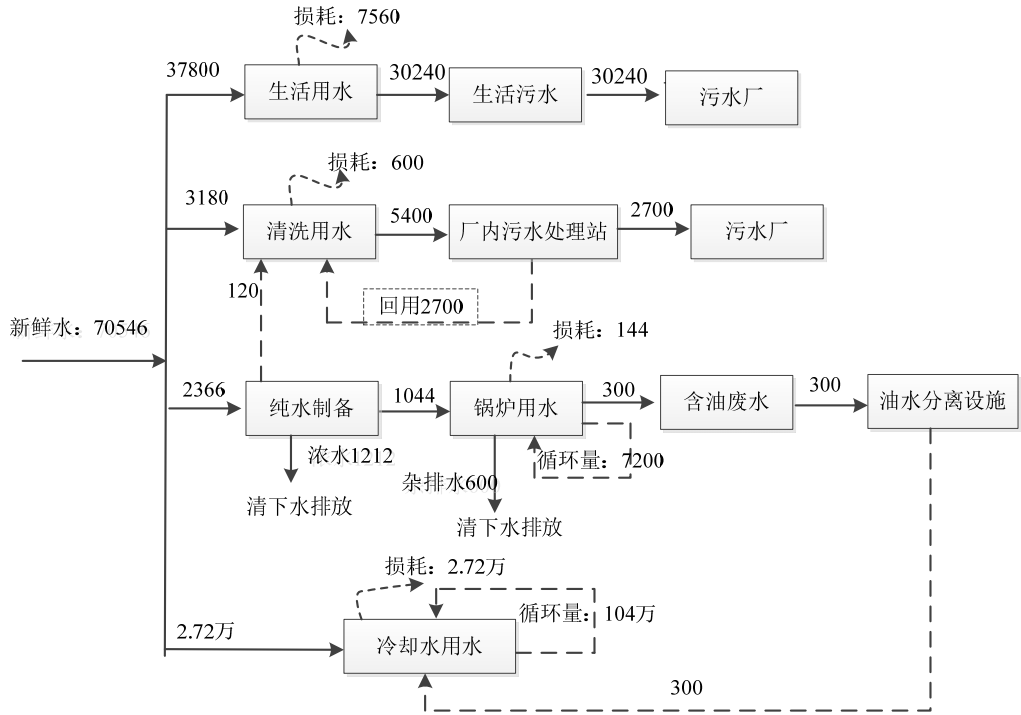 损耗：7560
37800
生活用水
30240
生活污水
30240
污水厂
损耗：600
3180
清洗用水
5400
厂内污水处理站
2700
污水厂
120
回用2700
新鲜水：70546
损耗：144
2366
纯水制备
1044
锅炉用水
300
含油废水
300
油水分离设施
浓水1212
循环量：7200
杂排水600
清下水排放
清下水排放
损耗：2.72万
循环量：104万
2.72万
冷却水用水
300